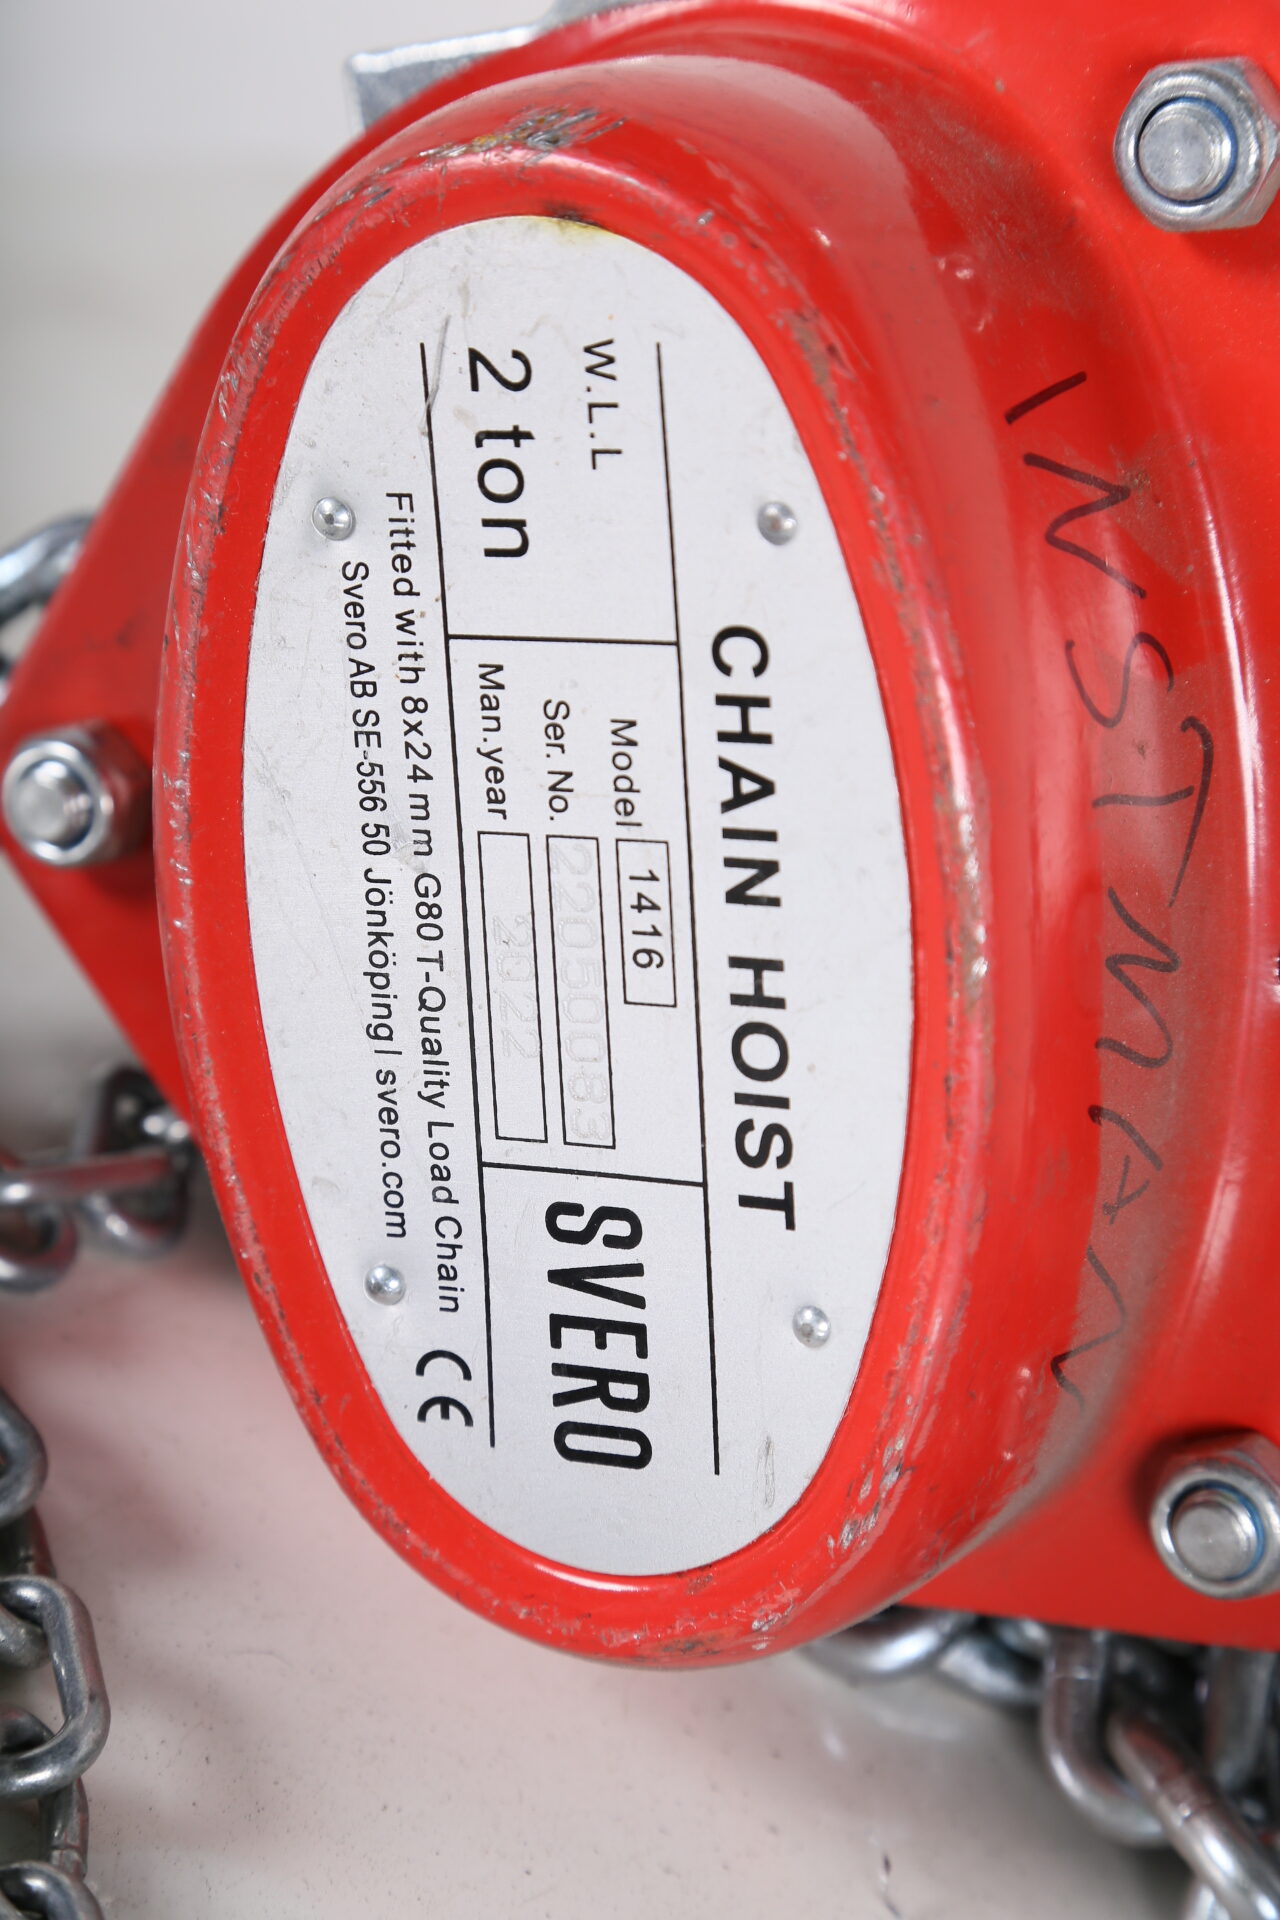 INSTMAN
CHAIN HOIST
W.L.L
2 ton
Model 1416
Ser. No. 22050083
Man.year 2022
SVERO
Fitted with 8x24 mm G80 T-Quality Load Chain
Svero AB SE-556 50 Jönköping | svero.com
CE